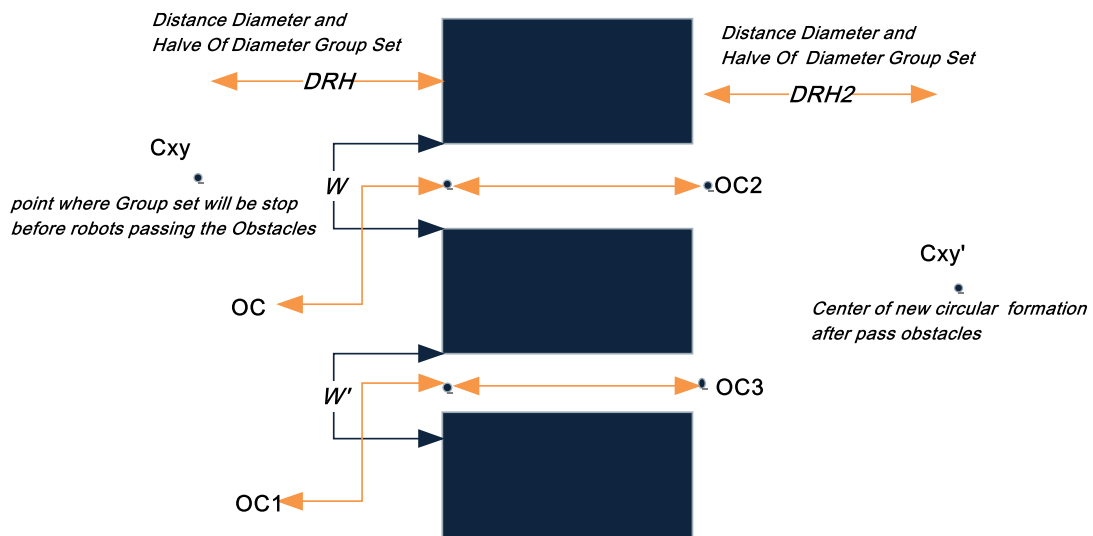 Distance Diameter and
Halve Of Diameter Group Set
DRH
Distance Diameter and
Halve Of Diameter Group Set
DRH2
Cxy
point where Group set will be stop
before robots passing the Obstacles
W
OC2
OC
Cxy'
Center of new circular formation
after pass obstacles
W'
OC3
OC1